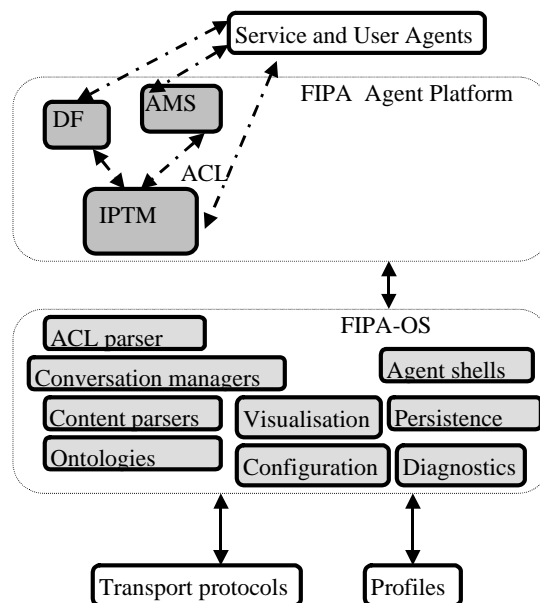 Service and User Agents
FIPA Agent Platform
DF
AMS
ACL
IPTM
FIPA-OS
ACL parser
Conversation managers
Agent shells
Content parsers
Visualisation
Persistence
Ontologies
Configuration
Diagnostics
Transport protocols
Profiles